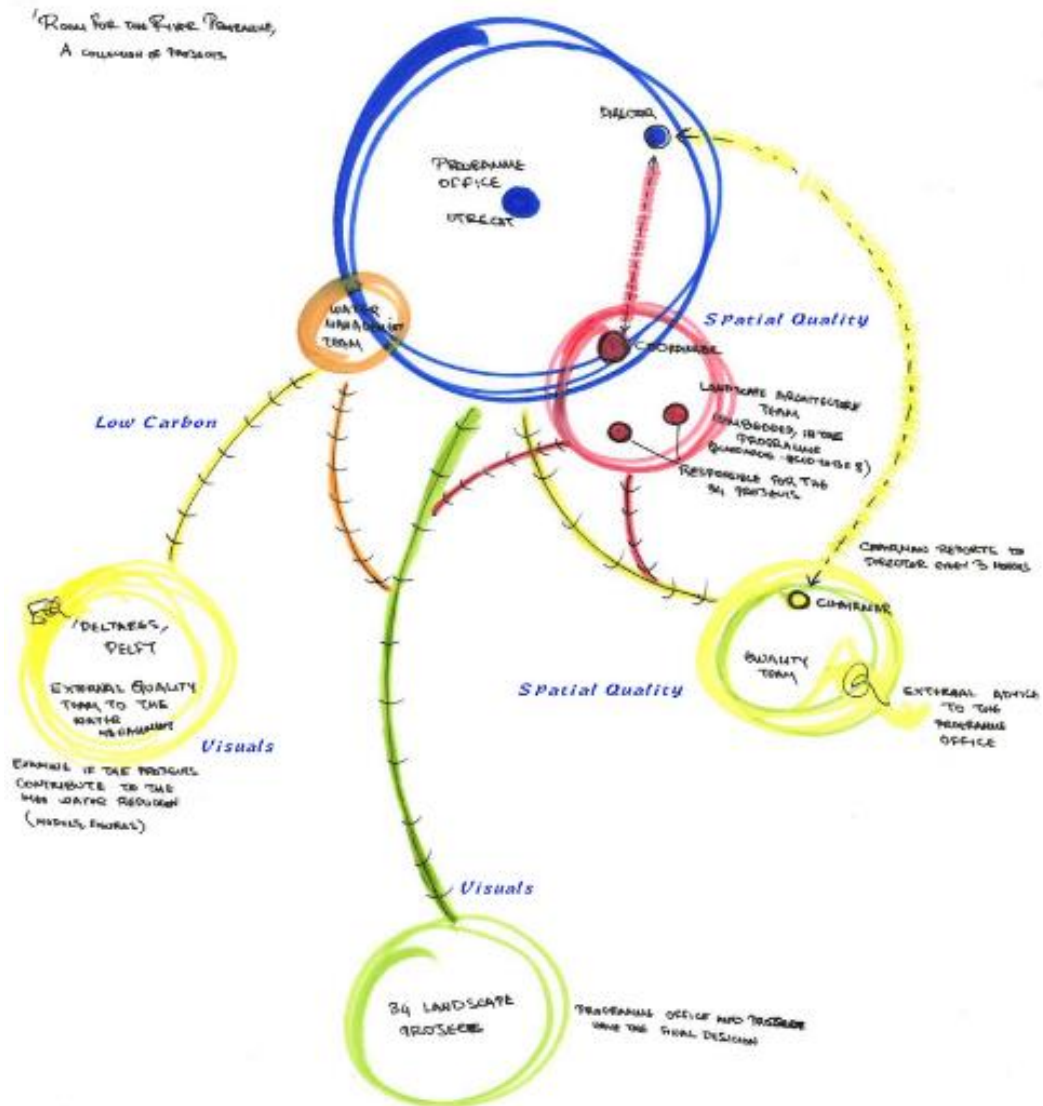 'ROOM FOR THE RIVER PROGRAMME,
A COLLECTION OF PROJECTS
DIRECTOR
PROGRAMME
OFFICE
UTRECHT
WATER
MANAGEMENT
TEAM
Spatial Quality
COORDINATOR
LANDSCAPE ARCHITECTURE
TEAM
(EMBEDDED, IN THE
PROGRAMME
RESPONSIBLE FOR THE
34 PROJECTS
Low Carbon
CHAIRMAN REPORTS TO
DIRECTOR EVERY 3 MONTHS
CHAIRMAN
QUALITY
TEAM
EXTERNAL ADVICE
TO THE
PROGRAMME
OFFICE
Spatial Quality
'DELTARES,
DELFT
EXTERNAL QUALITY
TEAM TO THE
WATER
MANAGEMENT
Visuals
EXAMINE IF THE PROJECTS
CONTRIBUTE TO THE
WATER REDUCTION
(MODELS, FIGURES)
Visuals
34 LANDSCAPE
PROJECTS
PROGRAMME OFFICE AND PROJECTS
HAVE THE FINAL DESICION